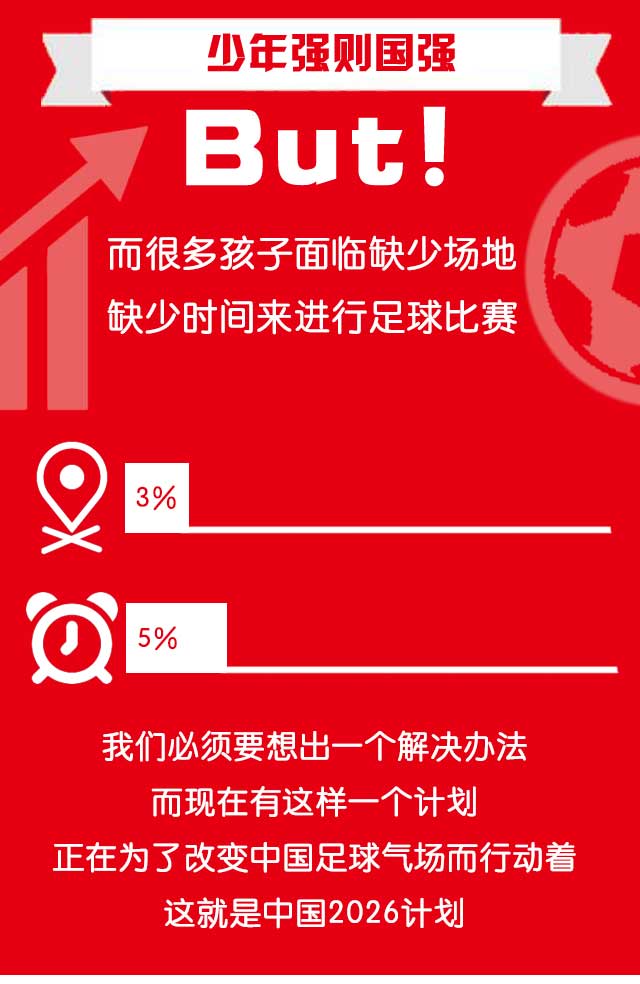 少年强则国强
But!
而很多孩子面临缺少场地
缺少时间来进行足球比赛
3%
5%
我们必须要想出一个解决办法
而现在有这样一个计划
正在为了改变中国足球气场而行动着
这就是中国2026计划